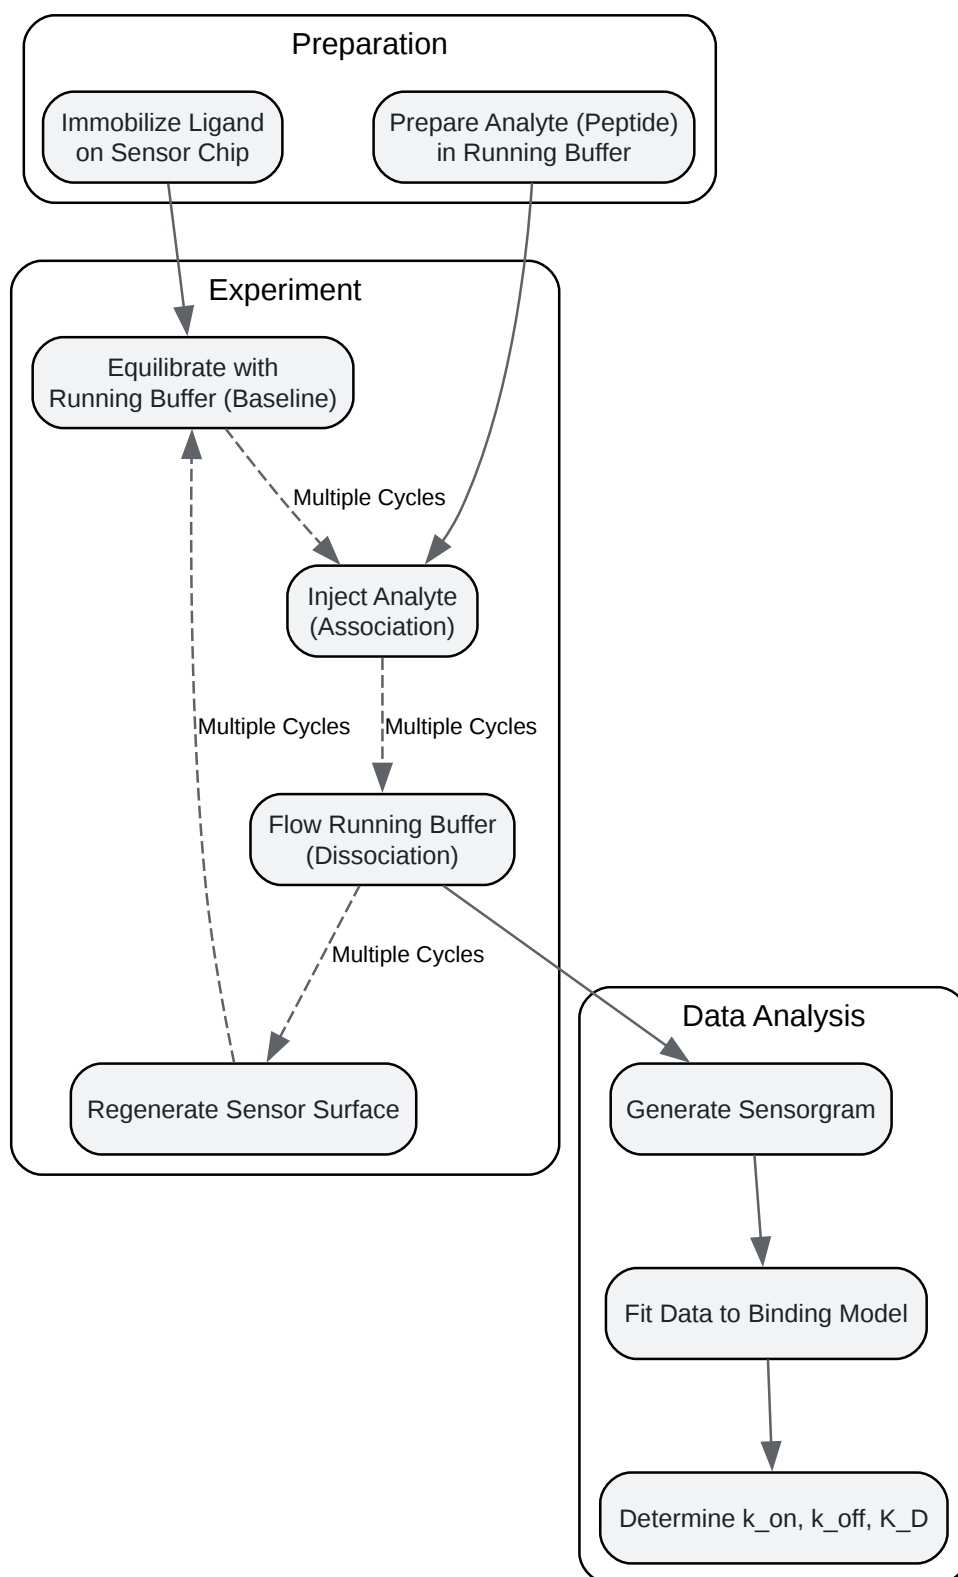 Preparation
Immobilize Ligand
on Sensor Chip
Prepare Analyte (Peptide)
in Running Buffer
Experiment
Equilibrate with
Running Buffer (Baseline)
Multiple Cycles
Inject Analyte
(Association)
Multiple Cycles
Multiple Cycles
Flow Running Buffer
(Dissociation)
Multiple Cycles
Data Analysis
Regenerate Sensor Surface
Generate Sensorgram
Fit Data to Binding Model
Determine k_on, k_off, K_D